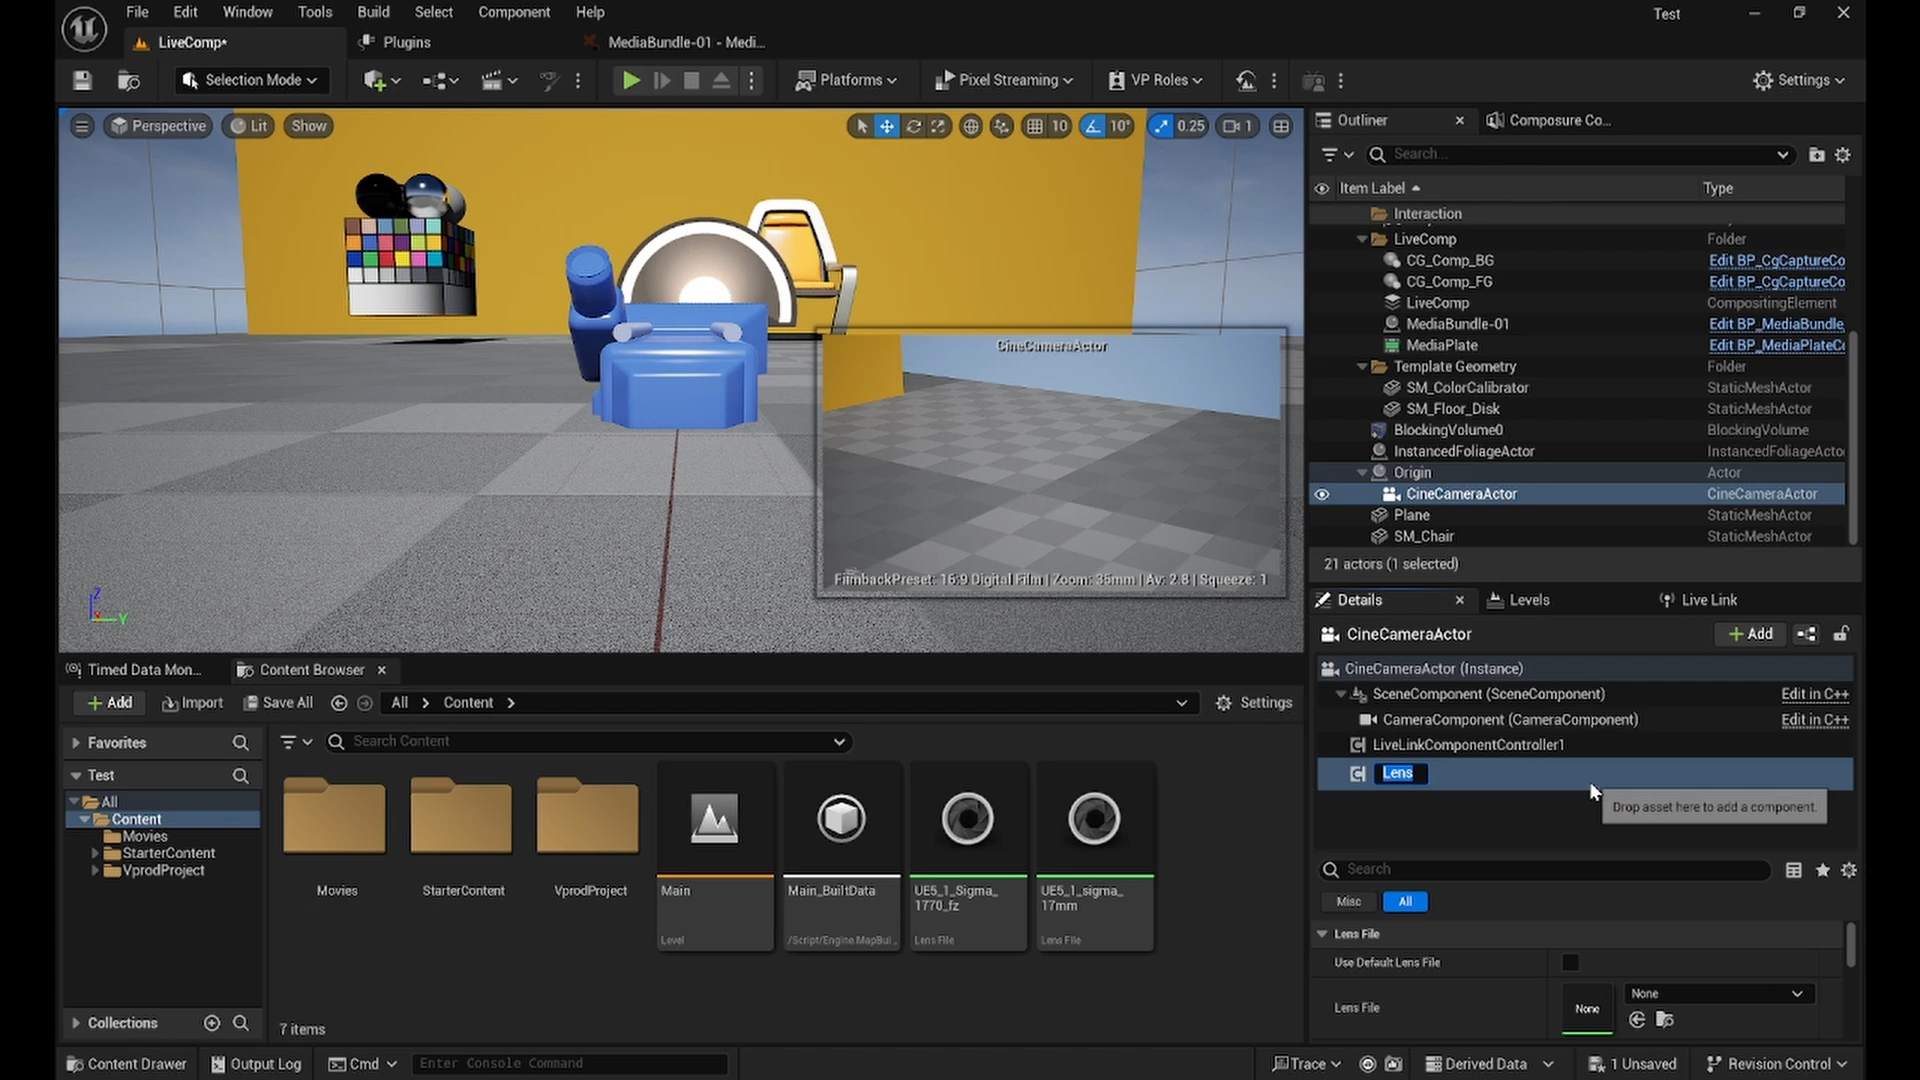 File Edit Window Tools Build Select Component Help Test
LiveComp* Plugins MediaBundle-01 - Medi...
Selection Mode Platforms Pixel Streaming VP Roles Settings
Perspective Lit Show 10 10° 0.25 1
CineCameraActor
FilmbackPreset: 16:9 Digital Film | Zoom: 35mm | Av: 2.8 | Squeeze: 1
Z
Y
Outliner Composure Co...
Search...
Item Label Type
Interaction
LiveComp Folder
CG_Comp_BG Edit BP_CgCaptureCo
CG_Comp_FG Edit BP_CgCaptureCo
LiveComp CompositingElement
MediaBundle-01 Edit BP_MediaBundle_
MediaPlate Edit BP_MediaPlateCo
Template Geometry Folder
SM_ColorCalibrator StaticMeshActor
SM_Floor_Disk StaticMeshActor
BlockingVolume0 BlockingVolume
InstancedFoliageActor InstancedFoliageActo
Origin Actor
CineCameraActor CineCameraActor
Plane StaticMeshActor
SM_Chair StaticMeshActor
21 actors (1 selected)
Details Levels Live Link
CineCameraActor Add
CineCameraActor (Instance)
SceneComponent (SceneComponent) Edit in C++
CameraComponent (CameraComponent) Edit in C++
LiveLinkComponentController1
Lens
Drop asset here to add a component.
Search
Misc All
Lens File
Use Default Lens File
Lens File None None
Timed Data Mon... Content Browser
Add Import Save All All Content Settings
Favorites
Test
All
Content
Movies
StarterContent
VprodProject
Collections
Search Content
Movies
StarterContent
VprodProject
Main
Level
Main_BuiltData
/Script/Engine.MapBui...
UE5_1_Sigma_
1770_fz
Lens File
UE5_1_sigma_
17mm
Lens File
7 items
Content Drawer Output Log Cmd Enter Console Command Trace Derived Data 1 Unsaved Revision Control